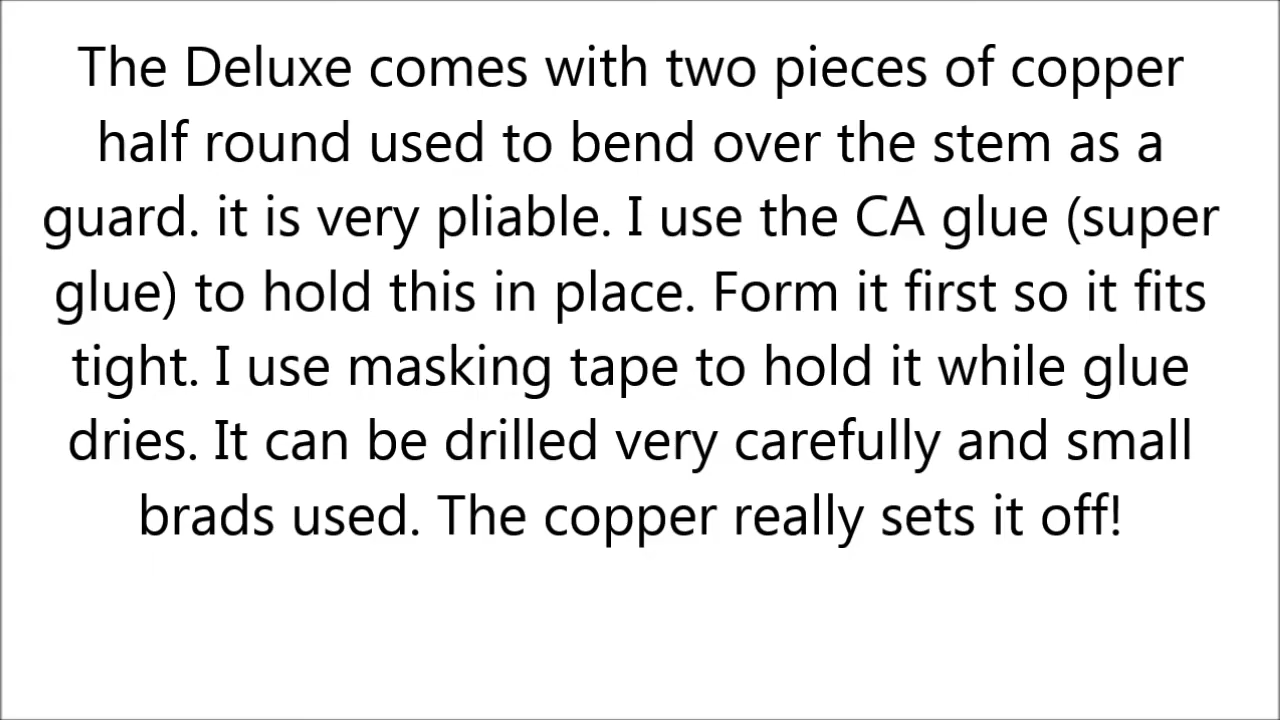 The Deluxe comes with two pieces of copper
half round used to bend over the stem as a
guard. it is very pliable. I use the CA glue (super
glue) to hold this in place. Form it first so it fits
tight. I use masking tape to hold it while glue
dries. It can be drilled very carefully and small
brads used. The copper really sets it off!